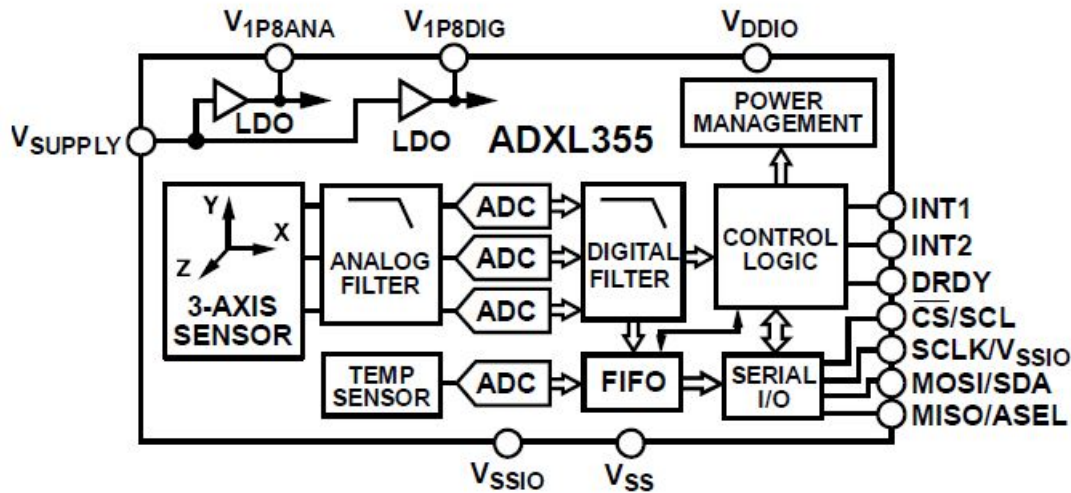 V1P8ANA
V1P8DIG
VDDIO
VSUPPLY
LDO
LDO
ADXL355
POWER
MANAGEMENT
Y
X
Z
3-AXIS
SENSOR
ANALOG
FILTER
ADC
ADC
ADC
DIGITAL
FILTER
CONTROL
LOGIC
INT1
INT2
DRDY
C̅S̅/SCL
SCLK/VSSIO
MOSI/SDA
MISO/ASEL
TEMP
SENSOR
ADC
FIFO
SERIAL
I/O
VSSIO
VSS